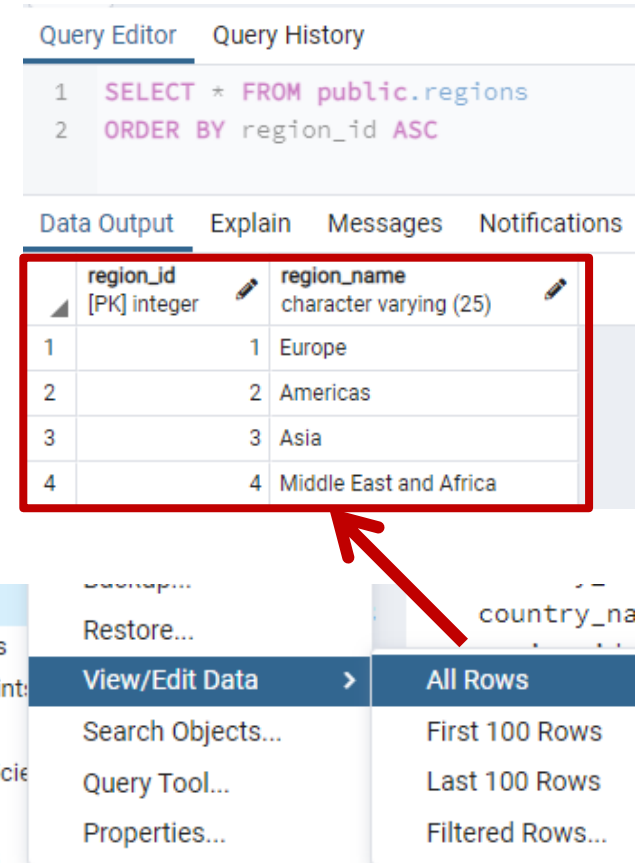 Query Editor Query History
1 SELECT * FROM public.regions
2 ORDER BY region_id ASC
Data Output Explain Messages Notifications
region_id region_name
[PK] integer character varying (25)
1 1 Europe
2 2 Americas
3 3 Asia
4 4 Middle East and Africa
Restore... country_na
View/Edit Data > All Rows
Search Objects... First 100 Rows
Query Tool... Last 100 Rows
Properties... Filtered Rows...